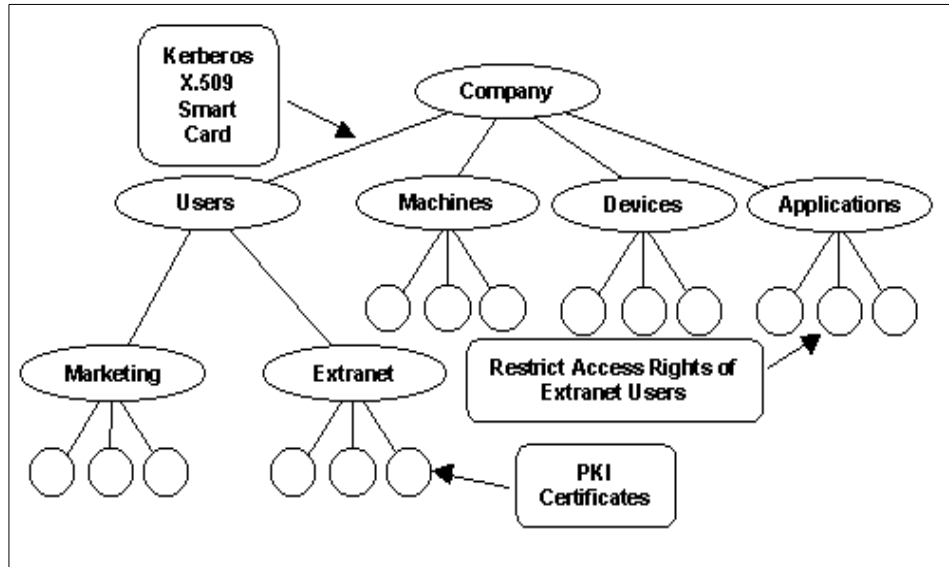 Kerberos
X.509
Smart
Card
Company
Users
Machines
Devices
Applications
Marketing
Extranet
Restrict Access Rights of
Extranet Users
PKI
Certificates